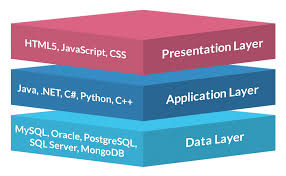 HTML5, JavaScript, CSS
Presentation Layer
Java, .NET, C#, Python, C++
Application Layer
MySQL, Oracle, PostgreSQL,
SQL Server, MongoDB
Data Layer